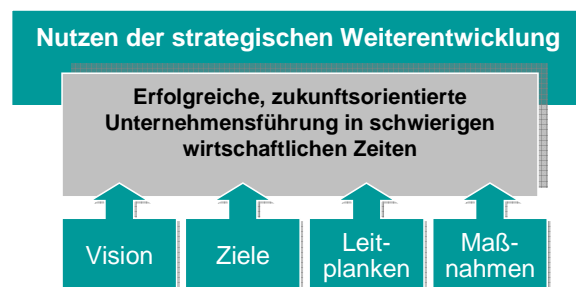 Nutzen der strategischen Weiterentwicklung
Erfolgreiche, zukunftsorientierte
Unternehmensführung in schwierigen
wirtschaftlichen Zeiten
Vision
Ziele
Leit-
planken
Maß-
nahmen